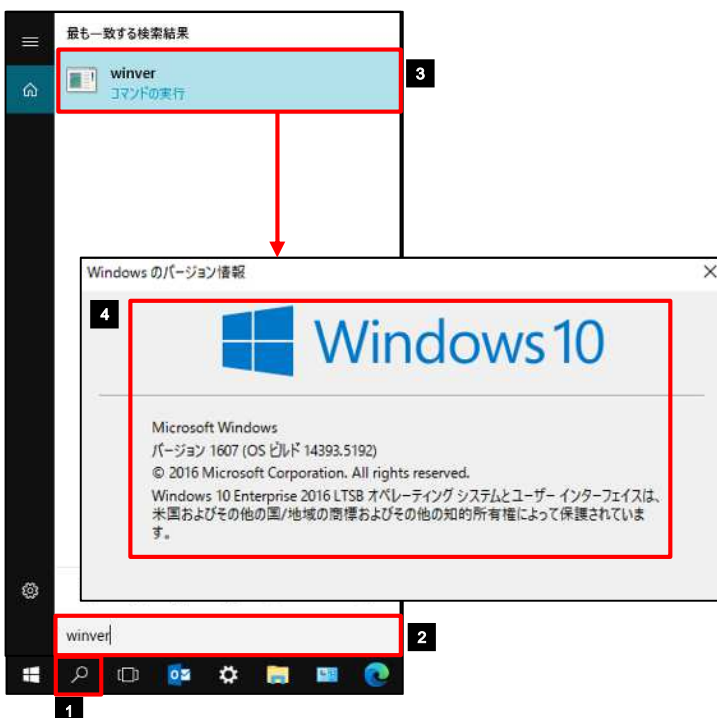 最も一致する検索結果
winver
コマンドの実行
3
Windows のバージョン情報
4
Windows 10
Microsoft Windows
バージョン 1607 (OS ビルド 14393.5192)
© 2016 Microsoft Corporation. All rights reserved.
Windows 10 Enterprise 2016 LTSB オペレーティング システムとユーザー インターフェイスは、
米国およびその他の国/地域の商標およびその他の知的所有権によって保護されていま
す。
winver
2
1